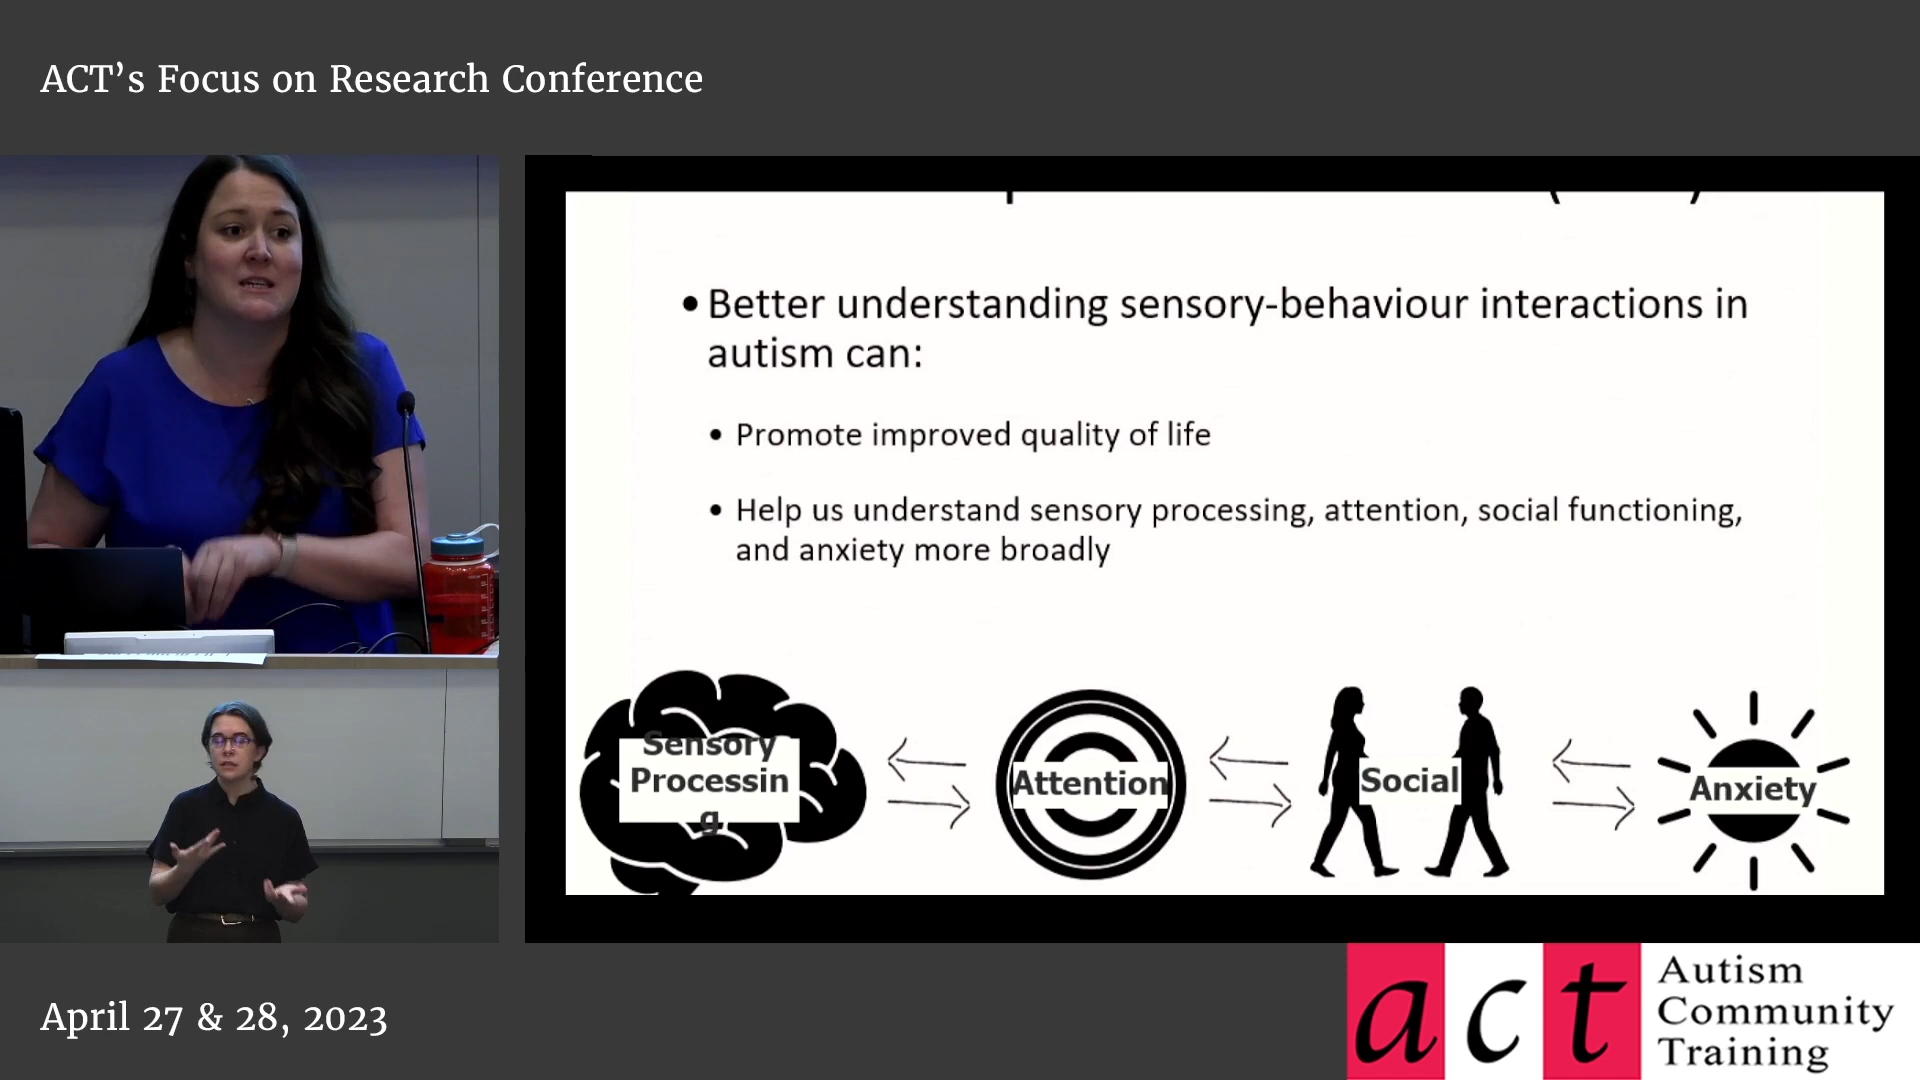 ACT’s Focus on Research Conference
• Better understanding sensory-behaviour interactions in
autism can:
• Promote improved quality of life
• Help us understand sensory processing, attention, social functioning,
and anxiety more broadly
Sensory
Processin
g
Attention
Social
Anxiety
April 27 & 28, 2023
act
Autism
Community
Training